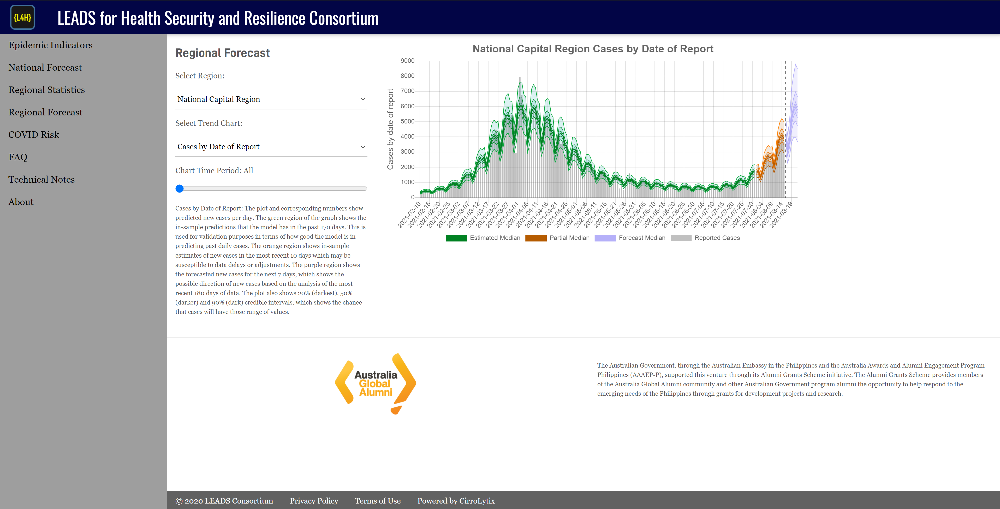 {L4H}
LEADS for Health Security and Resilience Consortium
Epidemic Indicators
National Forecast
Regional Statistics
Regional Forecast
COVID Risk
FAQ
Technical Notes
About
Regional Forecast
Select Region:
National Capital Region
Select Trend Chart:
Cases by Date of Report
Chart Time Period: All
Cases by Date of Report: The plot and corresponding numbers show
predicted new cases per day. The green region of the graph shows the
in-sample predictions that the model has in the past 170 days. This is
used for validation purposes in terms of how good the model is in
predicting past daily cases. The orange region shows in-sample
estimates of new cases in the most recent 10 days which may be
susceptible to data delays or adjustments. The purple region shows
the forecasted new cases for the next 7 days, which shows the
possible direction of new cases based on the analysis of the most
recent 180 days of data. The plot also shows 20% (darkest), 50%
(darker) and 90% (dark) credible intervals, which shows the chance
that cases will have those range of values.
National Capital Region Cases by Date of Report
Cases by date of report
9000
8000
7000
6000
5000
4000
3000
2000
1000
0
2021-02-10
2021-02-15
2021-02-20
2021-02-25
2021-03-02
2021-03-07
2021-03-12
2021-03-17
2021-03-22
2021-03-27
2021-04-01
2021-04-06
2021-04-11
2021-04-16
2021-04-21
2021-04-26
2021-05-01
2021-05-06
2021-05-11
2021-05-16
2021-05-21
2021-05-26
2021-05-31
2021-06-05
2021-06-10
2021-06-15
2021-06-20
2021-06-25
2021-06-30
2021-07-05
2021-07-10
2021-07-15
2021-07-20
2021-07-25
2021-07-30
2021-08-04
2021-08-09
2021-08-14
2021-08-19
Estimated Median
Partial Median
Forecast Median
Reported Cases
Australia
Global
Alumni
The Australian Government, through the Australian Embassy in the Philippines and the Australia Awards and Alumni Engagement Program -
Philippines (AAAEP-P), supported this venture through its Alumni Grants Scheme initiative. The Alumni Grants Scheme provides members
of the Australia Global Alumni community and other Australian Government program alumni the opportunity to help respond to the
emerging needs of the Philippines through grants for development projects and research.
© 2020 LEADS Consortium
Privacy Policy
Terms of Use
Powered by CirroLytix